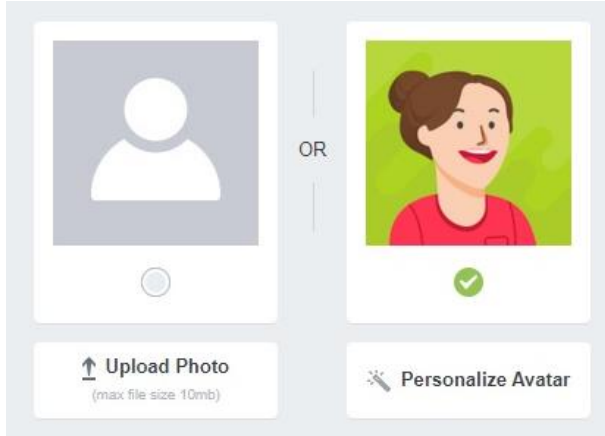 OR
Upload Photo
(max file size 10mb)
Personalize Avatar